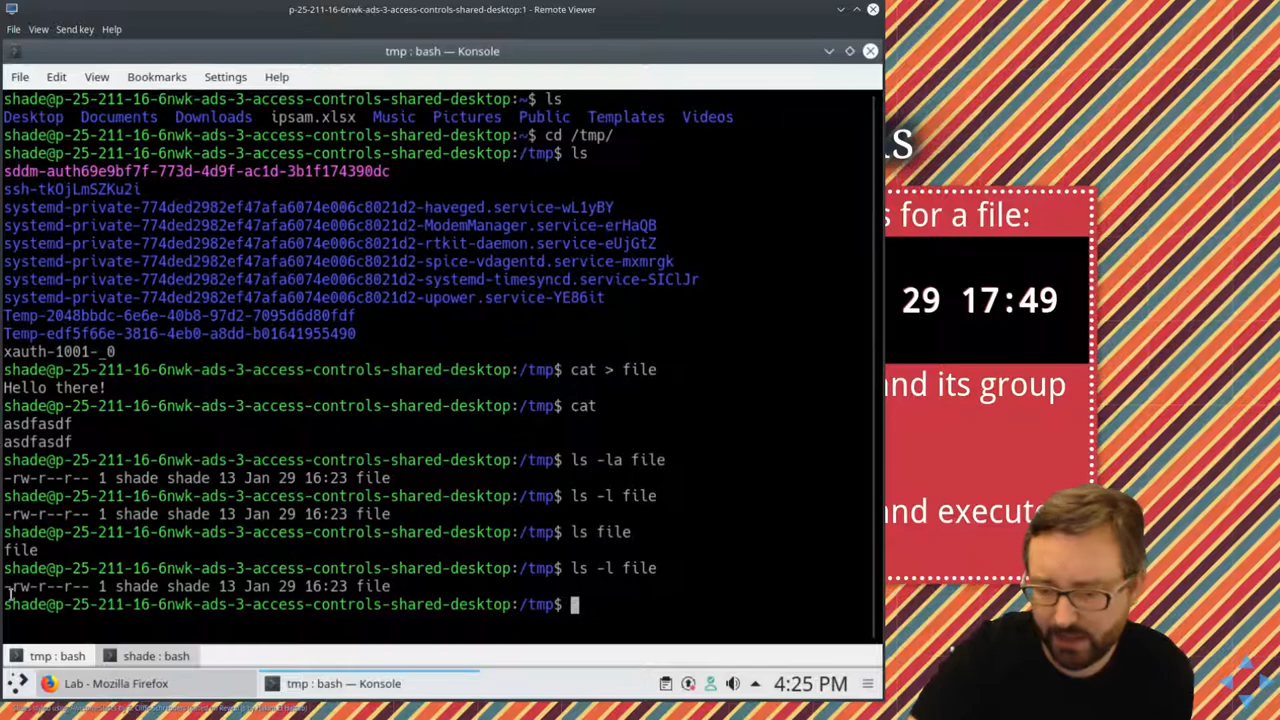 p-25-211-16-6nwk-ads-3-access-controls-shared-desktop:1 - Remote Viewer
File View Send key Help
tmp : bash — Konsole
File Edit View Bookmarks Settings Help
shade@p-25-211-16-6nwk-ads-3-access-controls-shared-desktop:~$ ls
Desktop Documents Downloads ipsam.xlsx Music Pictures Public Templates Videos
shade@p-25-211-16-6nwk-ads-3-access-controls-shared-desktop:~$ cd /tmp/
shade@p-25-211-16-6nwk-ads-3-access-controls-shared-desktop:/tmp$ ls
sddm-auth69e9bf7f-773d-4d9f-ac1d-3b1f174390dc
ssh-tkOjLmSZKu2i
systemd-private-774ded2982ef47afa6074e006c8021d2-haveged.service-wL1yBY
systemd-private-774ded2982ef47afa6074e006c8021d2-ModemManager.service-erHaQB
systemd-private-774ded2982ef47afa6074e006c8021d2-rtkit-daemon.service-eUjGtZ
systemd-private-774ded2982ef47afa6074e006c8021d2-spice-vdagentd.service-mxmrgk
systemd-private-774ded2982ef47afa6074e006c8021d2-systemd-timesyncd.service-SIClJr
systemd-private-774ded2982ef47afa6074e006c8021d2-upower.service-YE86it
Temp-2048bbdc-6e6e-40b8-97d2-7095d6d80fdf
Temp-edf5f66e-3816-4eb0-a8dd-b01641955490
xauth-1001-_0
shade@p-25-211-16-6nwk-ads-3-access-controls-shared-desktop:/tmp$ cat > file
Hello there!
shade@p-25-211-16-6nwk-ads-3-access-controls-shared-desktop:/tmp$ cat
asdfasdf
asdfasdf
shade@p-25-211-16-6nwk-ads-3-access-controls-shared-desktop:/tmp$ ls -la file
-rw-r--r-- 1 shade shade 13 Jan 29 16:23 file
shade@p-25-211-16-6nwk-ads-3-access-controls-shared-desktop:/tmp$ ls -l file
-rw-r--r-- 1 shade shade 13 Jan 29 16:23 file
shade@p-25-211-16-6nwk-ads-3-access-controls-shared-desktop:/tmp$ ls file
file
shade@p-25-211-16-6nwk-ads-3-access-controls-shared-desktop:/tmp$ ls -l file
-rw-r--r-- 1 shade shade 13 Jan 29 16:23 file
shade@p-25-211-16-6nwk-ads-3-access-controls-shared-desktop:/tmp$
tmp : bash shade : bash
Lab - Mozilla Firefox tmp : bash — Konsole 4:25 PM
s for a file:
29 17:49
and its group
and execute